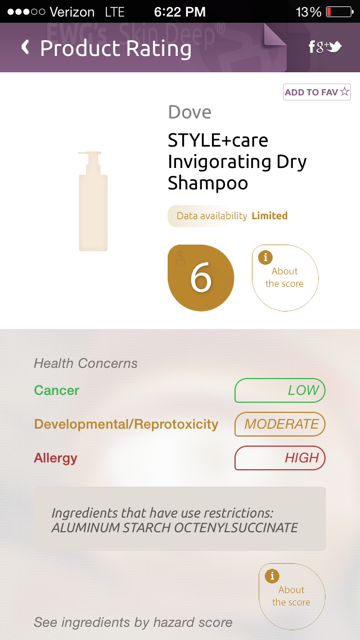 Verizon LTE 6:22 PM 13%
EWG's SkinDeep®
Product Rating
f g+
ADD TO FAV
Dove
STYLE+care
Invigorating Dry
Shampoo
Data availability Limited
6
i
About
the score
Health Concerns
Cancer LOW
Developmental/Reprotoxicity MODERATE
Allergy HIGH
Ingredients that have use restrictions:
ALUMINUM STARCH OCTENYLSUCCINATE
i
About
the score
See ingredients by hazard score